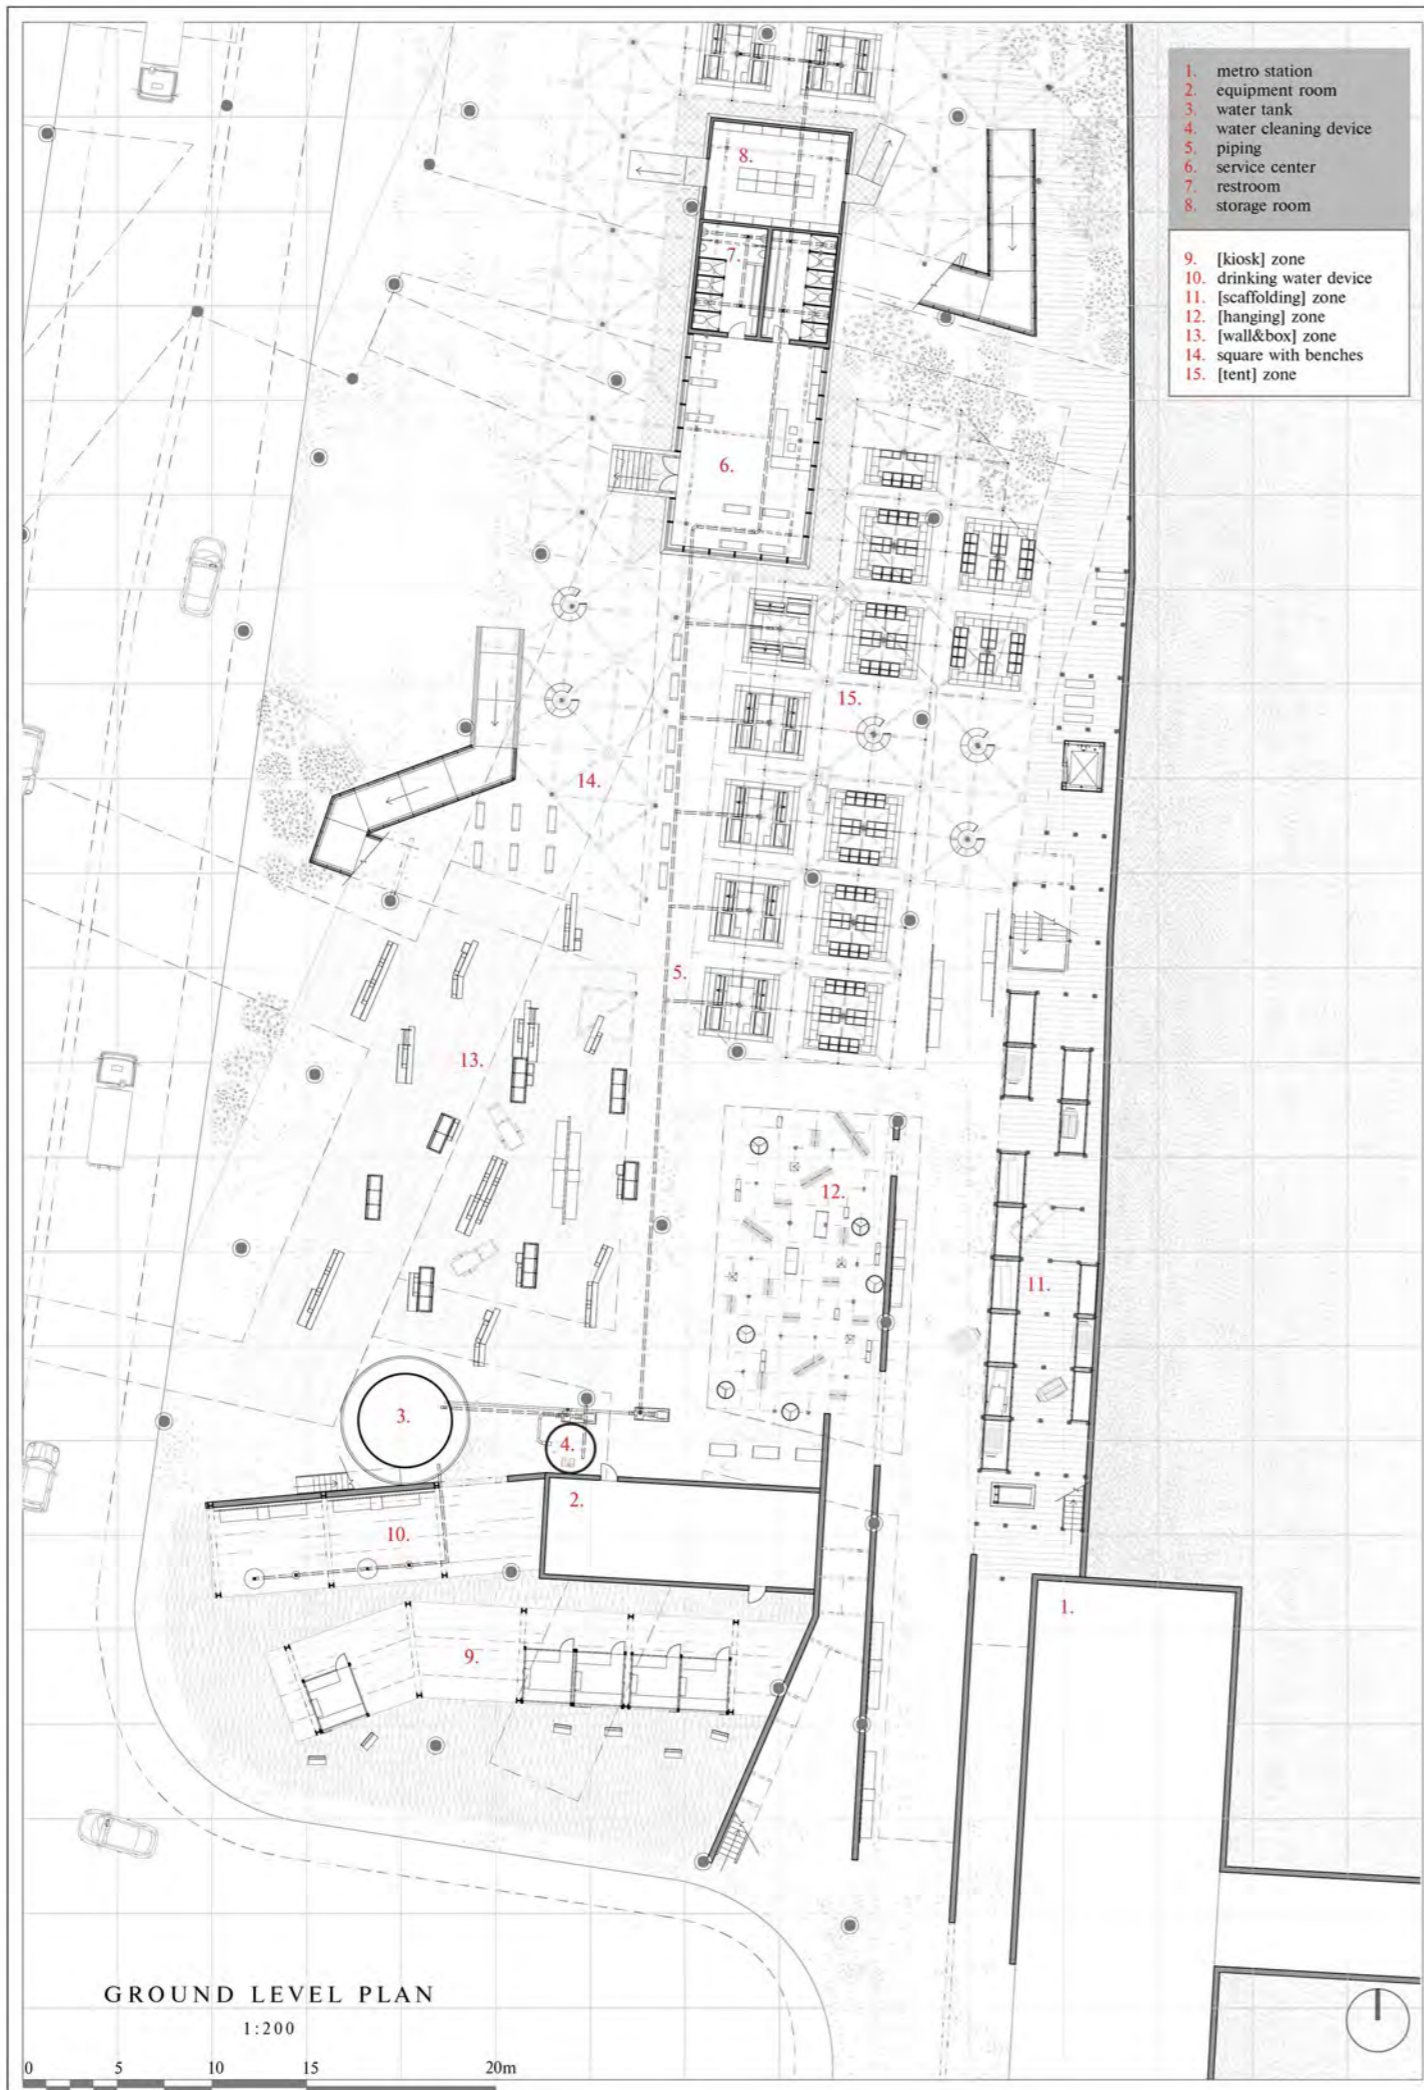 1. metro station
2. equipment room
3. water tank
4. water cleaning device
5. piping
6. service center
7. restroom
8. storage room
9. [kiosk] zone
10. drinking water device
11. [scaffolding] zone
12. [hanging] zone
13. [wall&box] zone
14. square with benches
15. [tent] zone
8.
7.
6.
15.
14.
5.
13.
12.
11.
3.
4.
2.
10.
1.
9.
GROUND LEVEL PLAN
1:200
0 5 10 15 20m